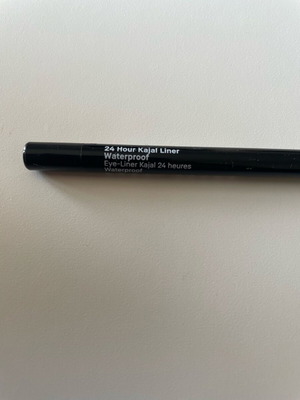 24 Hour Kajal Liner
Waterproof
Eye-Liner Kajal 24 heures
Waterproof